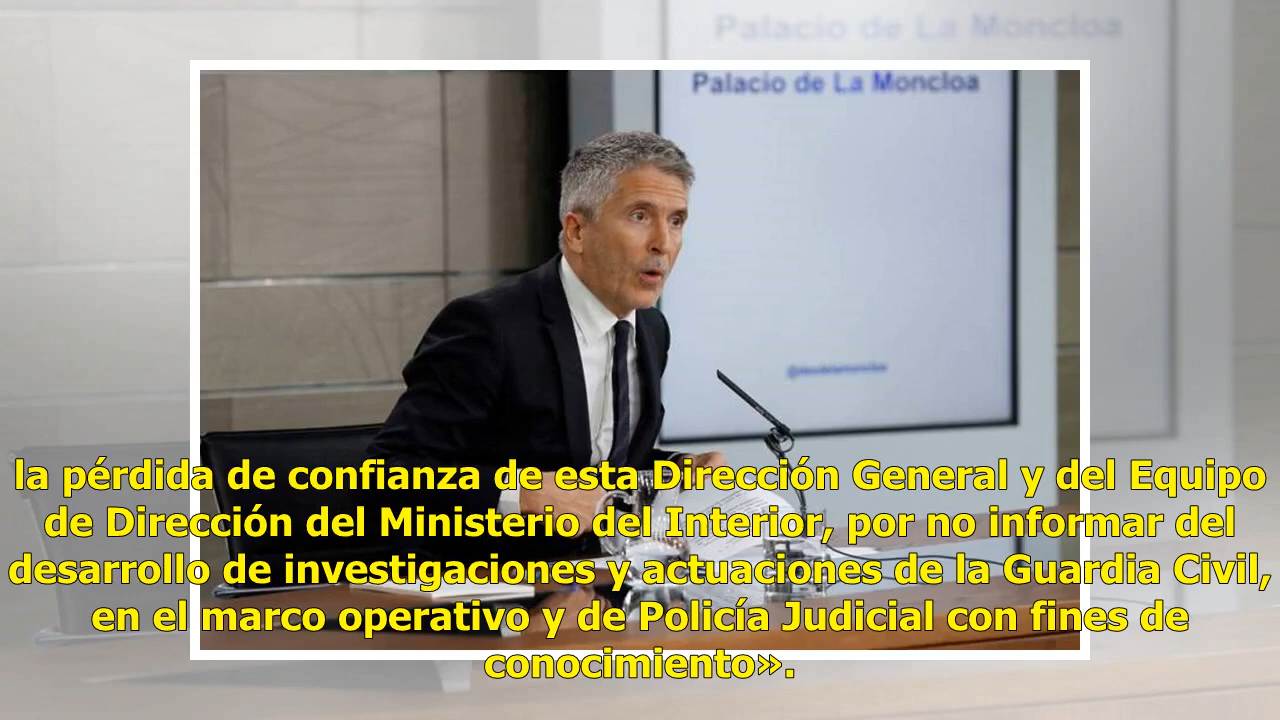 Palacio de La Moncloa
Palacio de La Moncloa
@desdelamoncloa
la pérdida de confianza de esta Dirección General y del Equipo
de Dirección del Ministerio del Interior, por no informar del
desarrollo de investigaciones y actuaciones de la Guardia Civil,
en el marco operativo y de Policía Judicial con fines de
conocimiento».